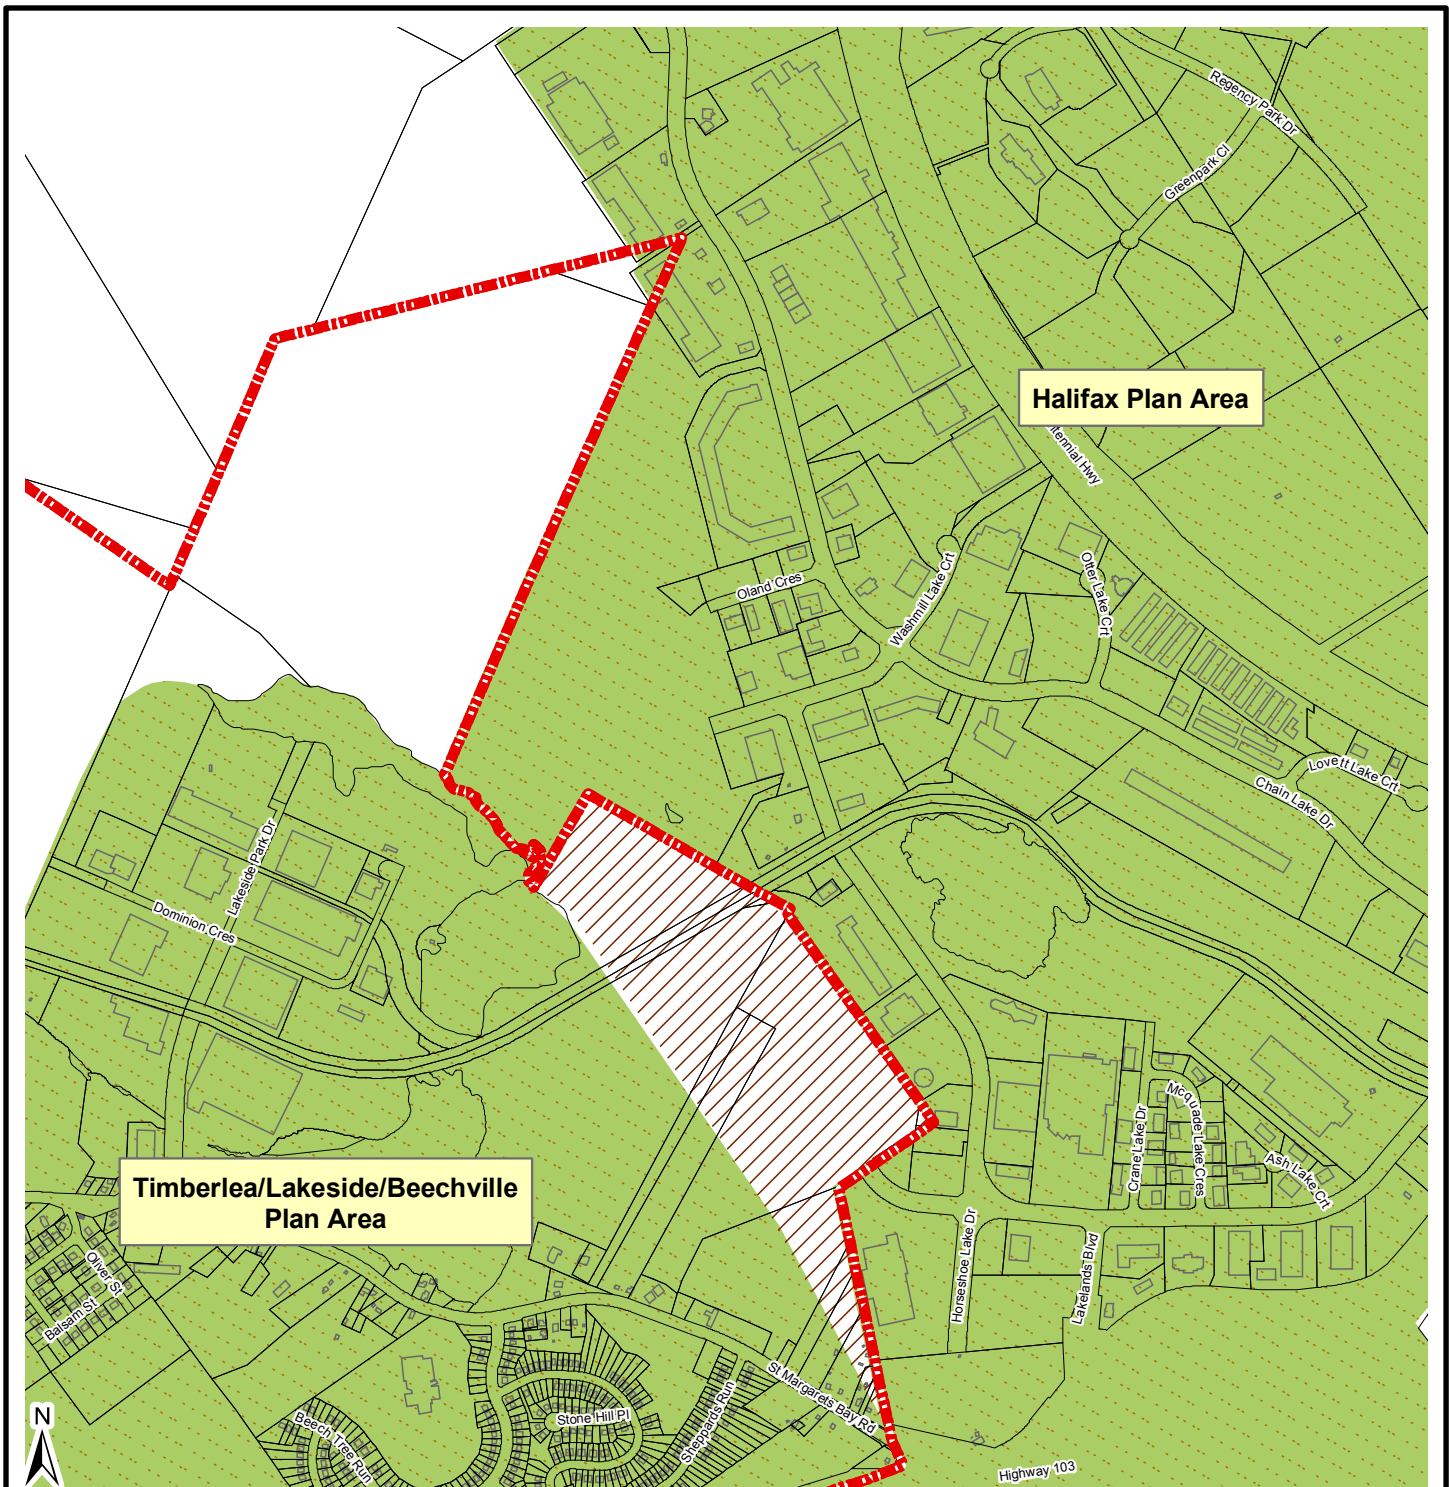 Regency Park Dr
Greenpark Cl
Halifax Plan Area
tennial Hwy
Oland Cres
Washmill Lake Crt
Otter Lake Crt
Lovett Lake Crt
Chain Lake Dr
Lakeside Park Dr
Dominion Cres
Mcquade Lake Cres
Crane Lake Dr
Ash Lake Crt
Timberlea/Lakeside/Beechville
Plan Area
Horseshoe Lake Dr
Lakelands Blvd
Oliver St
Balsam St
St Margarets Bay Rd
Sheppards Run
Stone Hill Pl
Beech Tree Run
N
Highway 103